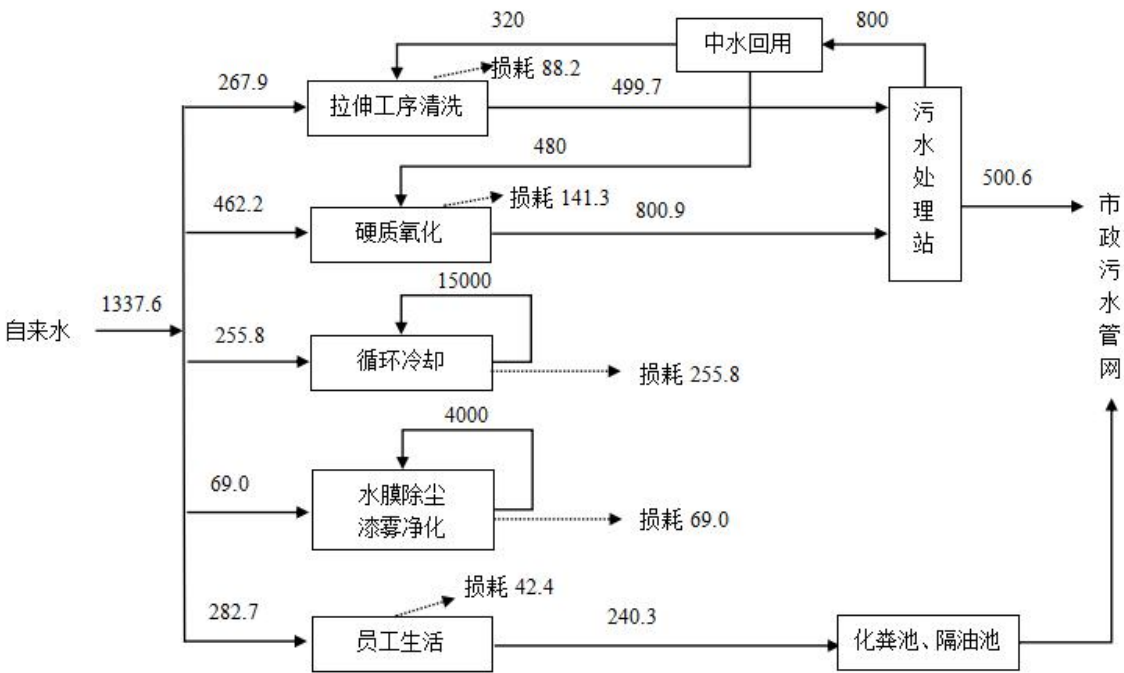 320
中水回用
800
267.9
损耗 88.2
拉伸工序清洗
499.7
480
污水处理站
500.6
462.2
损耗 141.3
硬质氧化
800.9
市政污水管网
自来水
1337.6
15000
255.8
循环冷却
损耗 255.8
4000
69.0
水膜除尘
漆雾净化
损耗 69.0
损耗 42.4
282.7
员工生活
240.3
化粪池、隔油池